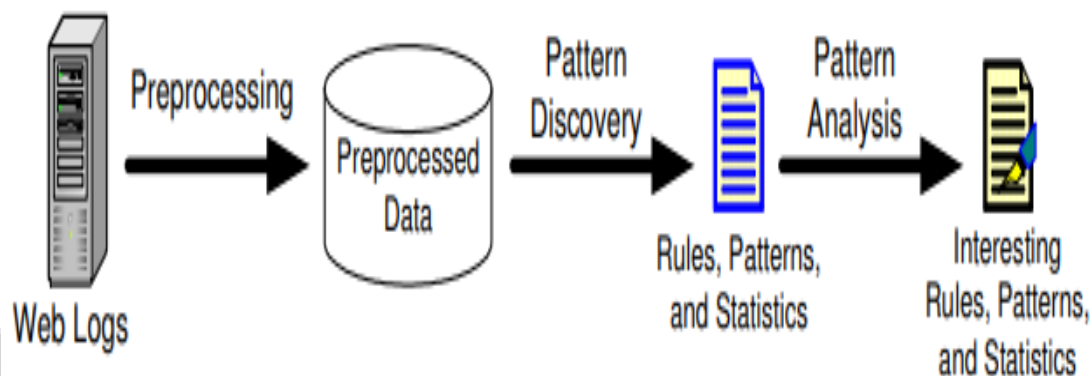 Web Logs
Preprocessing
Preprocessed
Data
Pattern
Discovery
Rules, Patterns,
and Statistics
Pattern
Analysis
Interesting
Rules, Patterns,
and Statistics